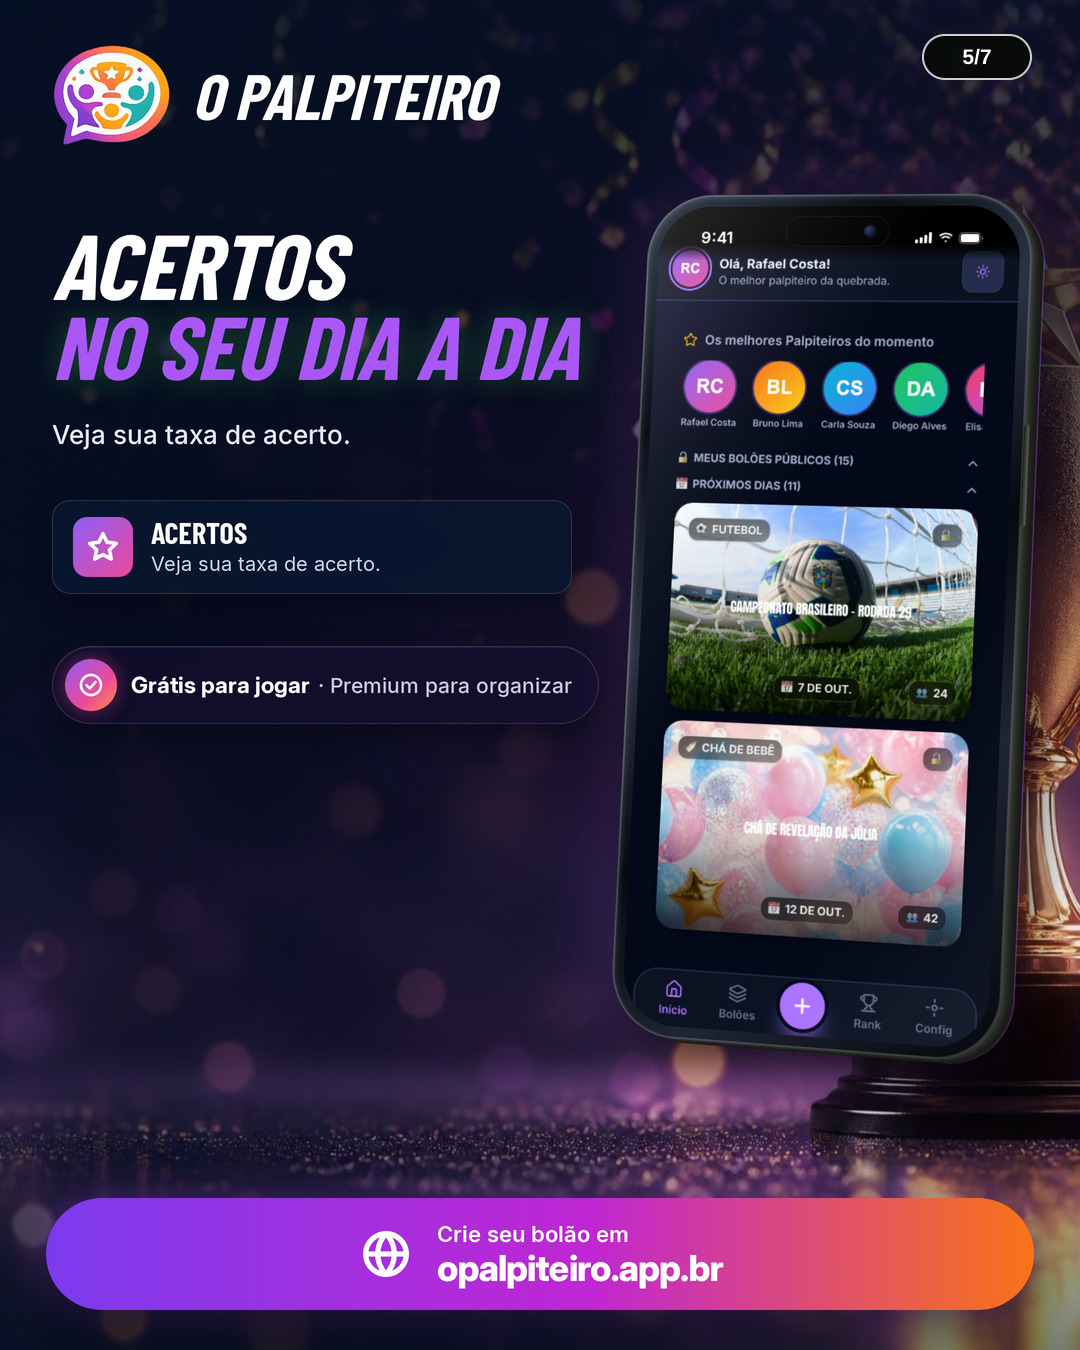 O PALPITEIRO
5/7
ACERTOS
NO SEU DIA A DIA
Veja sua taxa de acerto.
ACERTOS
Veja sua taxa de acerto.
Grátis para jogar · Premium para organizar
9:41
RC
Olá, Rafael Costa!
O melhor palpiteiro da quebrada.
Os melhores Palpiteiros do momento
RC BL CS DA
Rafael Costa Bruno Lima Carla Souza Diego Alves Elis
MEUS BOLÕES PÚBLICOS (15)
PRÓXIMOS DIAS (11)
FUTEBOL
CAMPEONATO BRASILEIRO - RODADA 29
7 DE OUT. 24
CHÁ DE BEBÊ
CHÁ DE REVELAÇÃO DA JÚLIA
12 DE OUT. 42
Início Bolões Rank Config
Crie seu bolão em
opalpiteiro.app.br